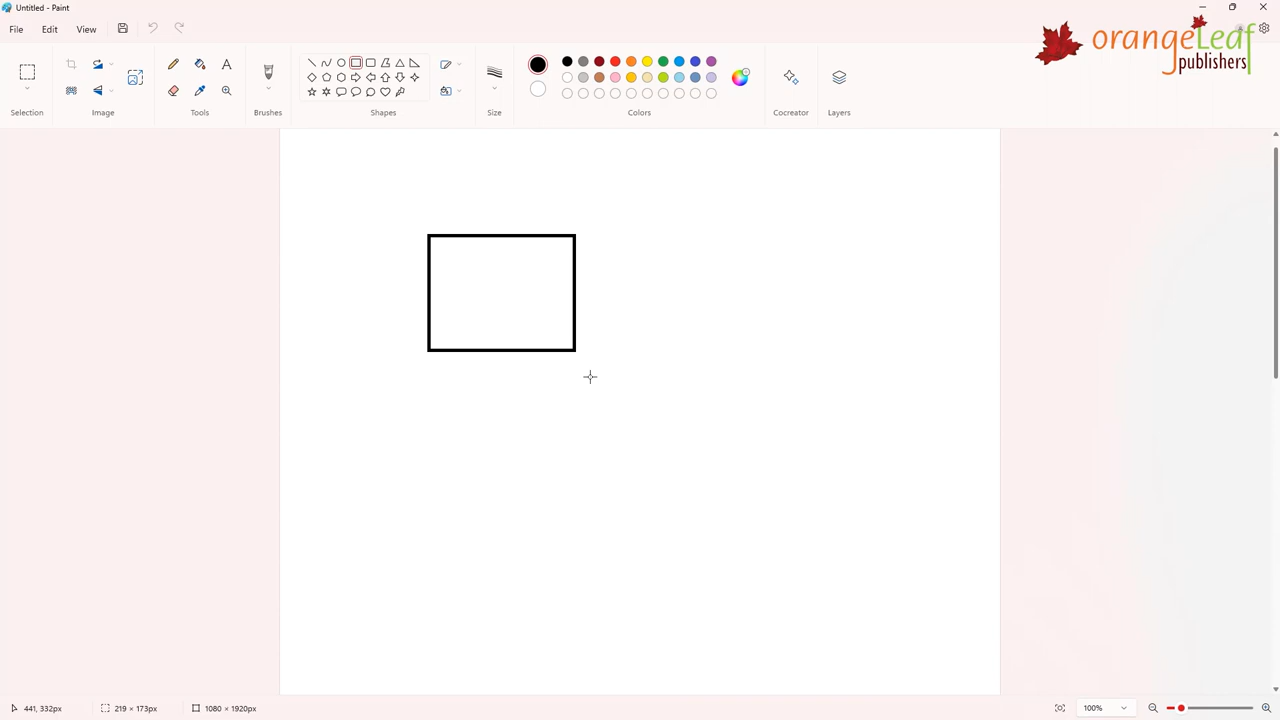 Untitled - Paint
File Edit View
orangeLeaf
publishers
Selection Image Tools Brushes Shapes Size Colors Cocreator Layers
441, 332px 219 × 173px 1080 × 1920px 100%